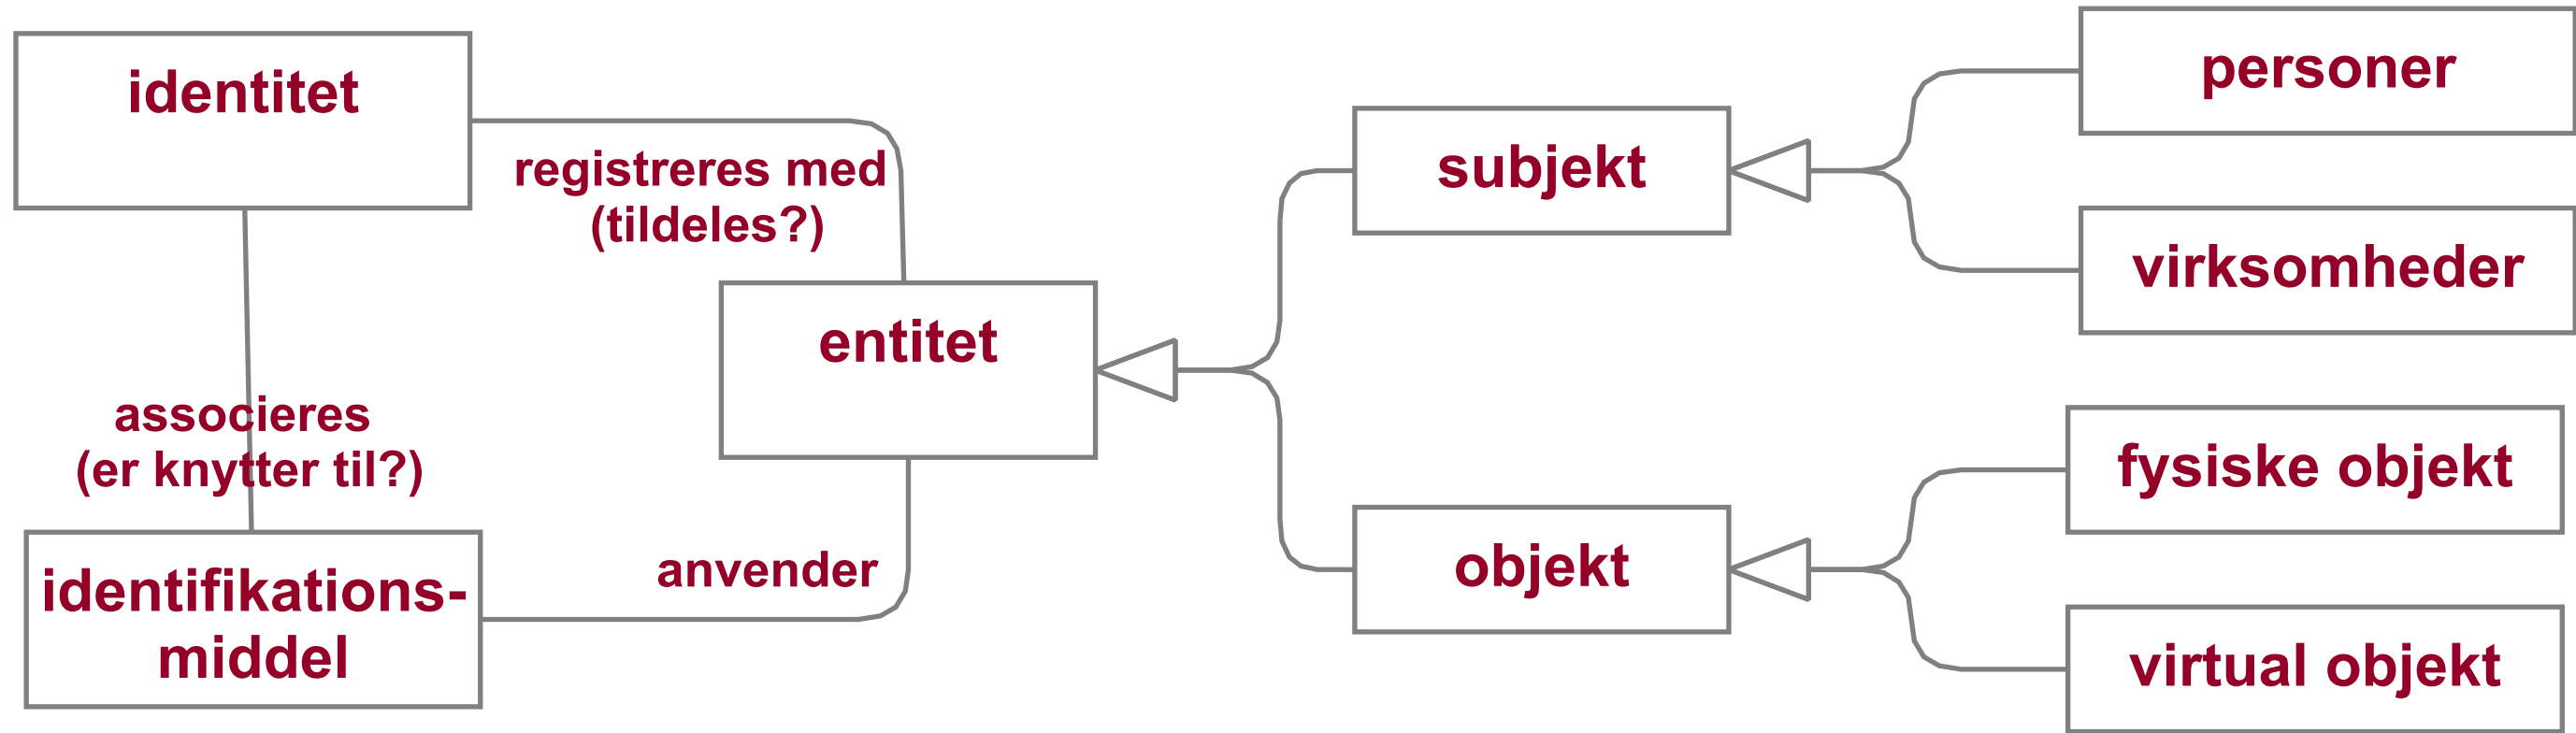 identitet
registreres med
(tildeles?)
associeres
(er knytter til?)
identifikations-
middel
anvender
entitet
subjekt
objekt
personer
virksomheder
fysiske objekt
virtual objekt